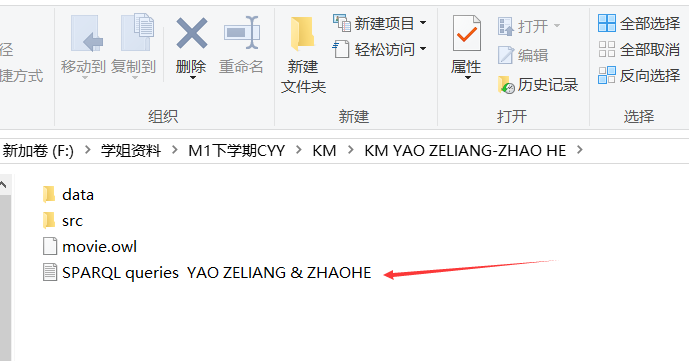 径
捷方式
移动到
复制到
删除
重命名
组织
新建
文件夹
新建项目
轻松访问
新建
属性
打开
编辑
历史记录
打开
全部选择
全部取消
反向选择
选择
新加卷 (F:) > 学姐资料 > M1下学期CYY > KM > KM YAO ZELIANG-ZHAO HE >
data
src
movie.owl
SPARQL queries  YAO ZELIANG & ZHAOHE